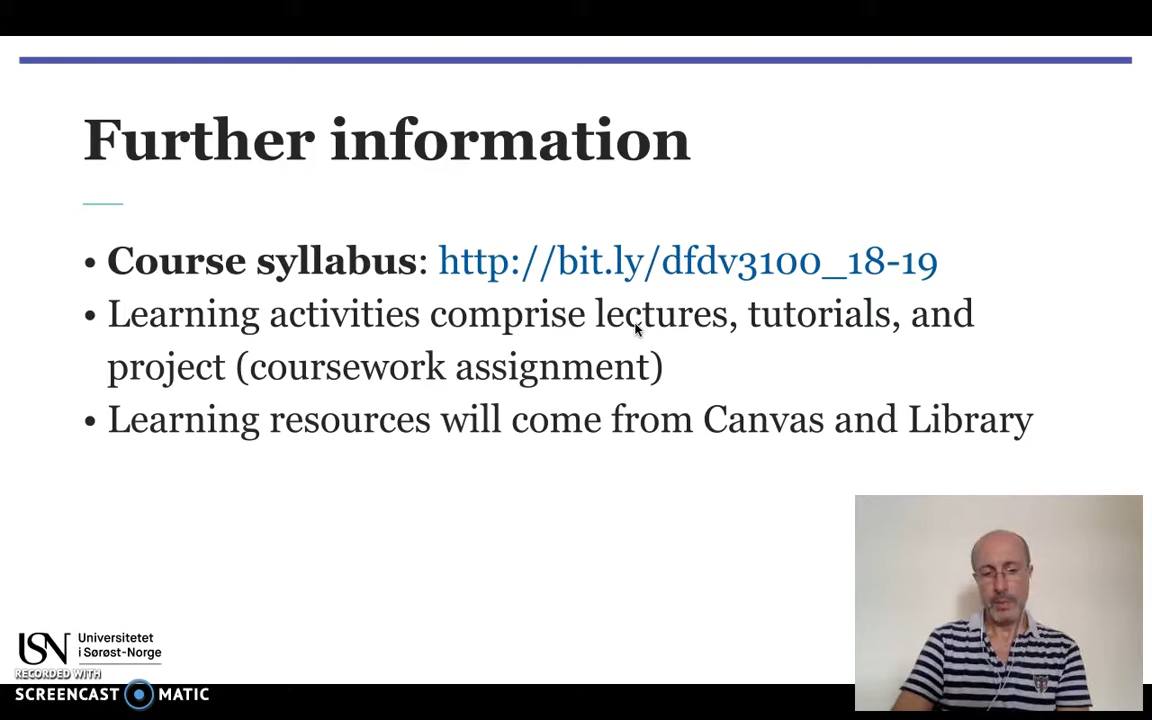 Further information
• Course syllabus: http://bit.ly/dfdv3100_18-19
• Learning activities comprise lectures, tutorials, and
project (coursework assignment)
• Learning resources will come from Canvas and Library
USN Universitetet
i Sørøst-Norge
RECORDED WITH
SCREENCAST MATIC